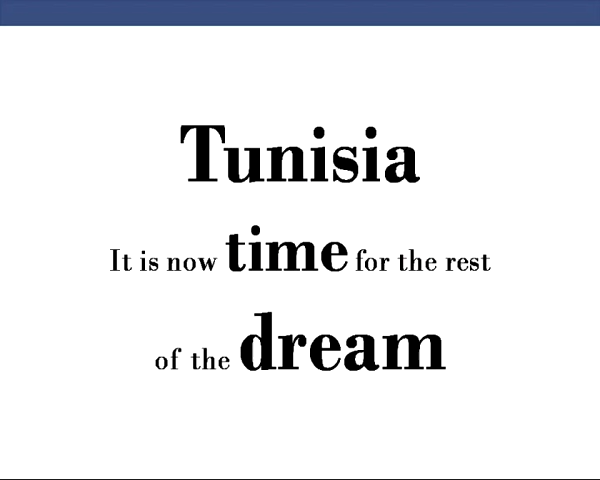 Tunisia
It is now time for the rest
of the dream